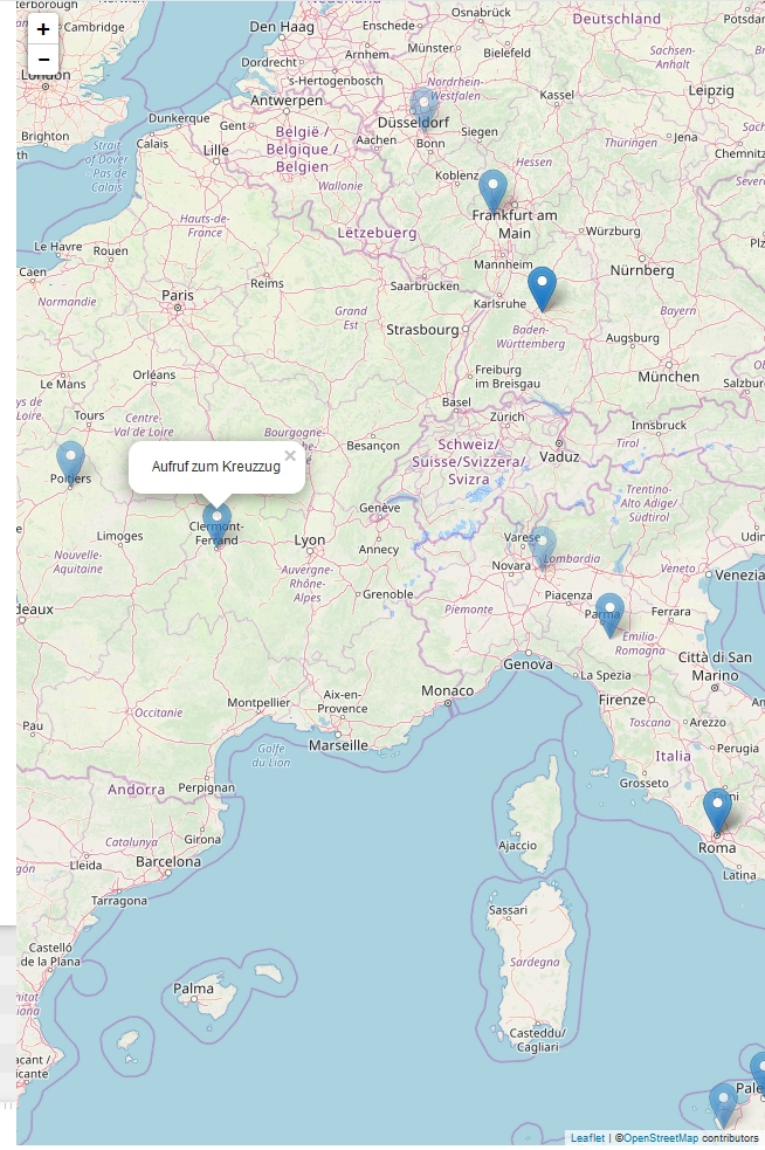 Cambridge
Den Haag
Enschede
Osnabrück
Deutschland
+
−
London
Arnhem
Münster
Bielefeld
Sachsen-
Anhalt
Dordrecht
's-Hertogenbosch
Nordrhein-
Westfalen
Kassel
Leipzig
Antwerpen
Dunkerque
Gent
Düsseldorf
Brighton
Strait
of Dover
/ Pas de
Calais
Calais
Lille
België /
Belgique /
Belgien
Aachen
Bonn
Siegen
Thüringen
Jena
Chemnitz
Hessen
Koblenz
Wallonie
Hauts-de-
France
Lëtzebuerg
Frankfurt am
Main
Würzburg
Le Havre
Rouen
Caen
Reims
Mannheim
Nürnberg
Saarbrücken
Normandie
Paris
Grand
Est
Karlsruhe
Bayern
Strasbourg
Baden-
Württemberg
Augsburg
Le Mans
Orléans
Freiburg
im Breisgau
München
Salzburg
Tours
Centre-
Val de Loire
Basel
Zürich
Innsbruck
Bourgogne-
Besançon
Schweiz/
Suisse/Svizzera/
Svizra
Vaduz
Tirol
Aufruf zum Kreuzzug
×
Poitiers
Trentino-
Alto Adige/
Südtirol
Genève
Limoges
Clermont-
Ferrand
Lyon
Annecy
Varese
Novara
Lombardia
Veneto
Venezia
Nouvelle-
Aquitaine
Auvergne-
Rhône-
Alpes
Grenoble
Piemonte
Piacenza
Parma
Ferrara
Emilia-
Romagna
Genova
Città di San
Marino
La Spezia
Monaco
Firenze
Montpellier
Aix-en-
Provence
Occitanie
Toscana
Arezzo
Pau
Golfe
du Lion
Marseille
Italia
Perugia
Andorra
Perpignan
Grosseto
Catalunya
Girona
Ajaccio
Roma
Lleida
Barcelona
Latina
Tarragona
Sassari
Castelló
de la Plana
Sardegna
Palma
Casteddu/
Cagliari
Leaflet | ©OpenStreetMap contributors